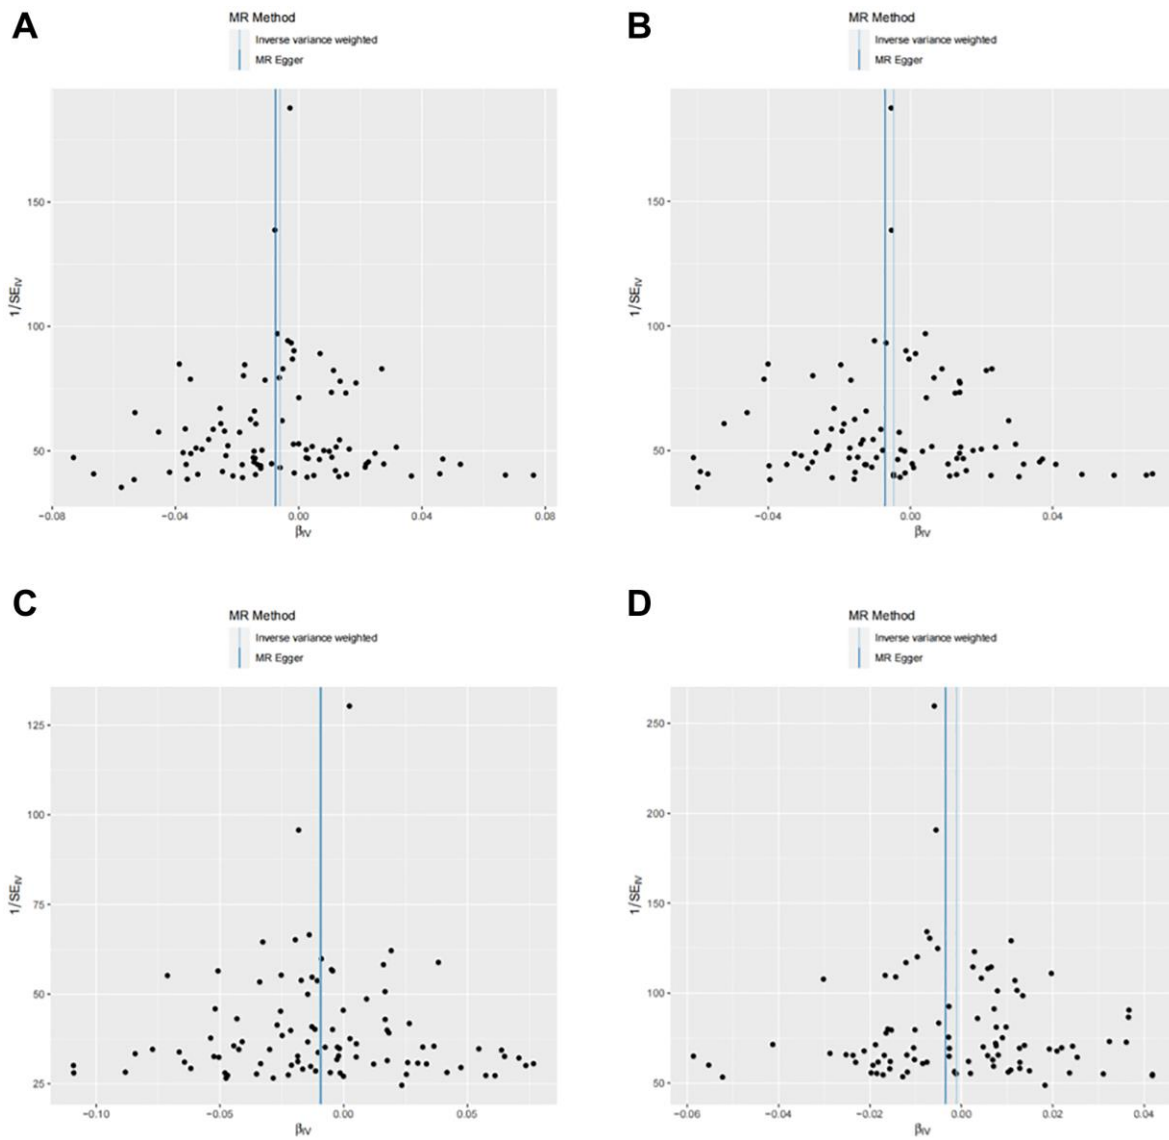 A
MR Method
Inverse variance weighted
MR Egger
150
100
50
1/SE_IV
−0.08
−0.04
0.00
0.04
0.08
β_IV
B
MR Method
Inverse variance weighted
MR Egger
150
100
50
1/SE_IV
−0.04
0.00
0.04
β_IV
C
MR Method
Inverse variance weighted
MR Egger
125
100
75
50
25
1/SE_IV
−0.10
−0.05
0.00
0.05
β_IV
D
MR Method
Inverse variance weighted
MR Egger
250
200
150
100
50
1/SE_IV
−0.06
−0.04
−0.02
0.00
0.02
0.04
β_IV